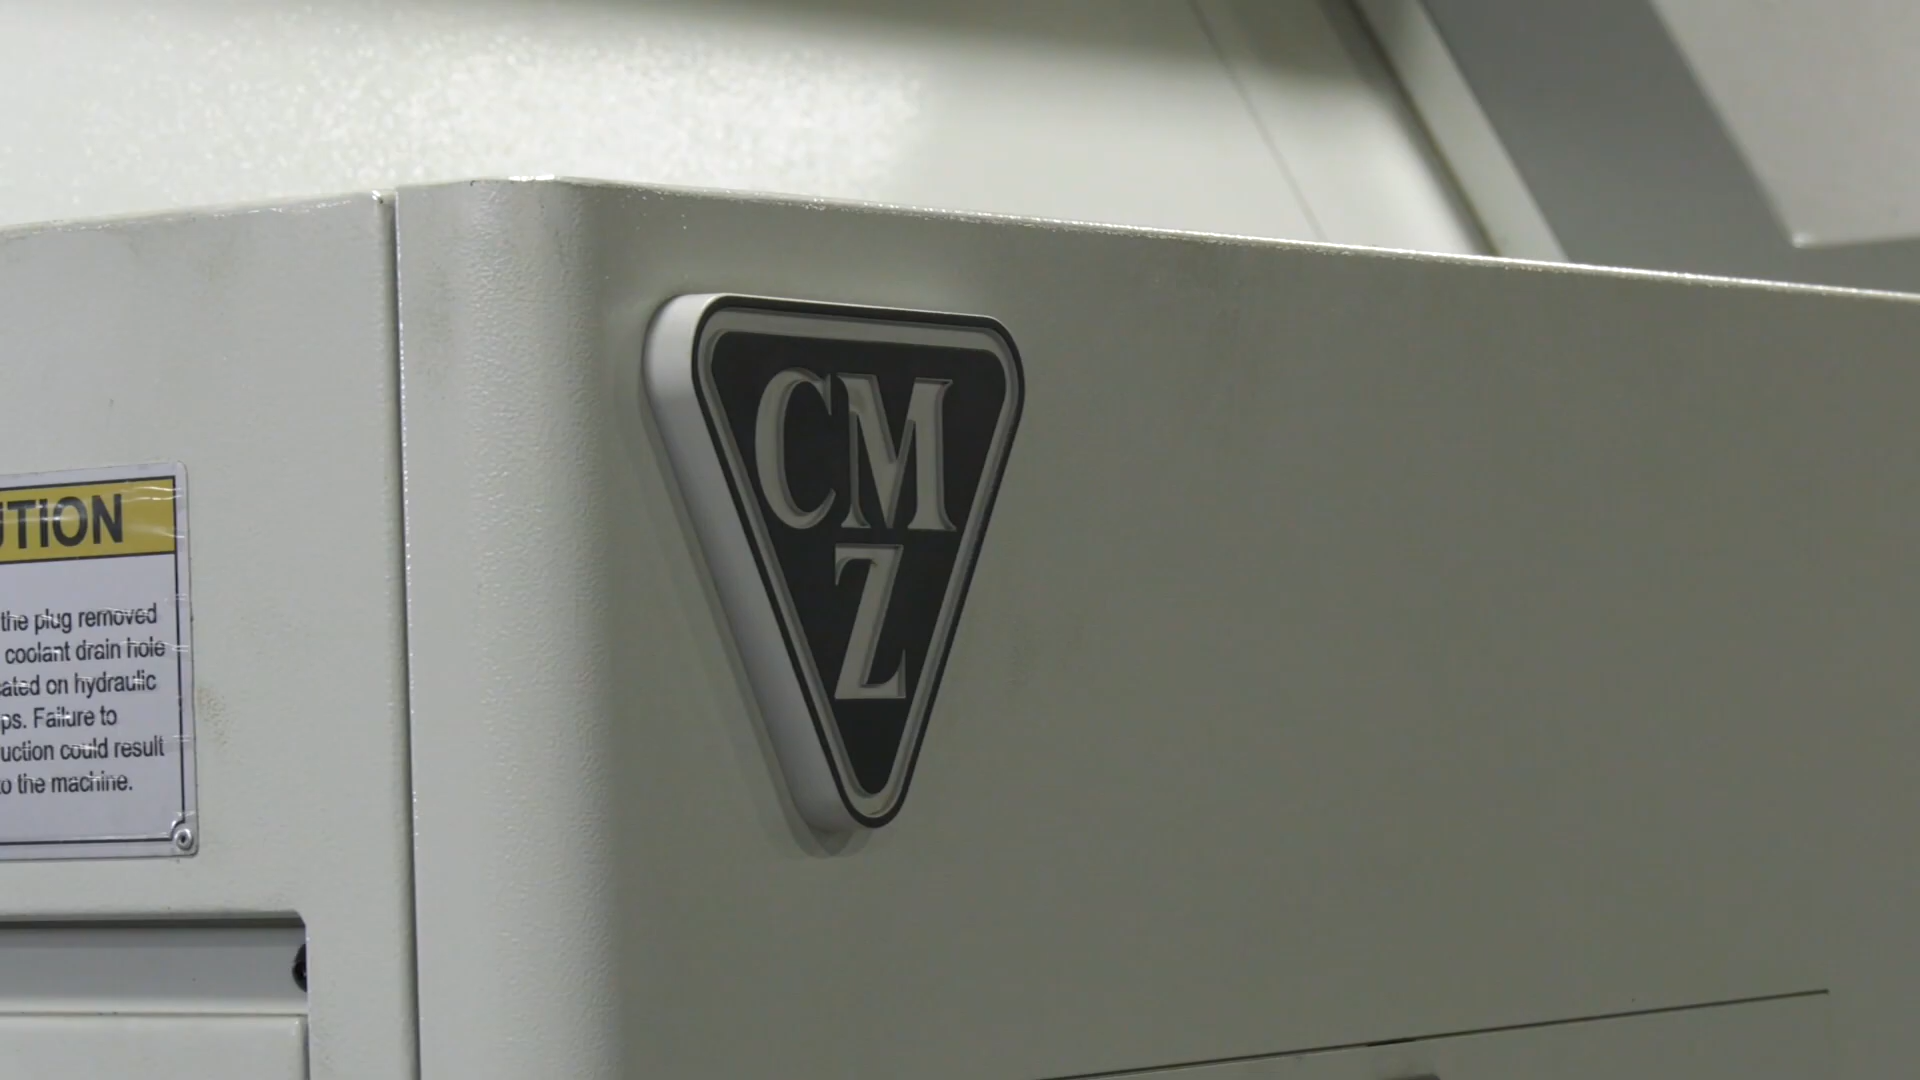 CM
Z
UTION
the plug removed
coolant drain hole
ated on hydraulic
ps. Failure to
uction could result
o the machine.